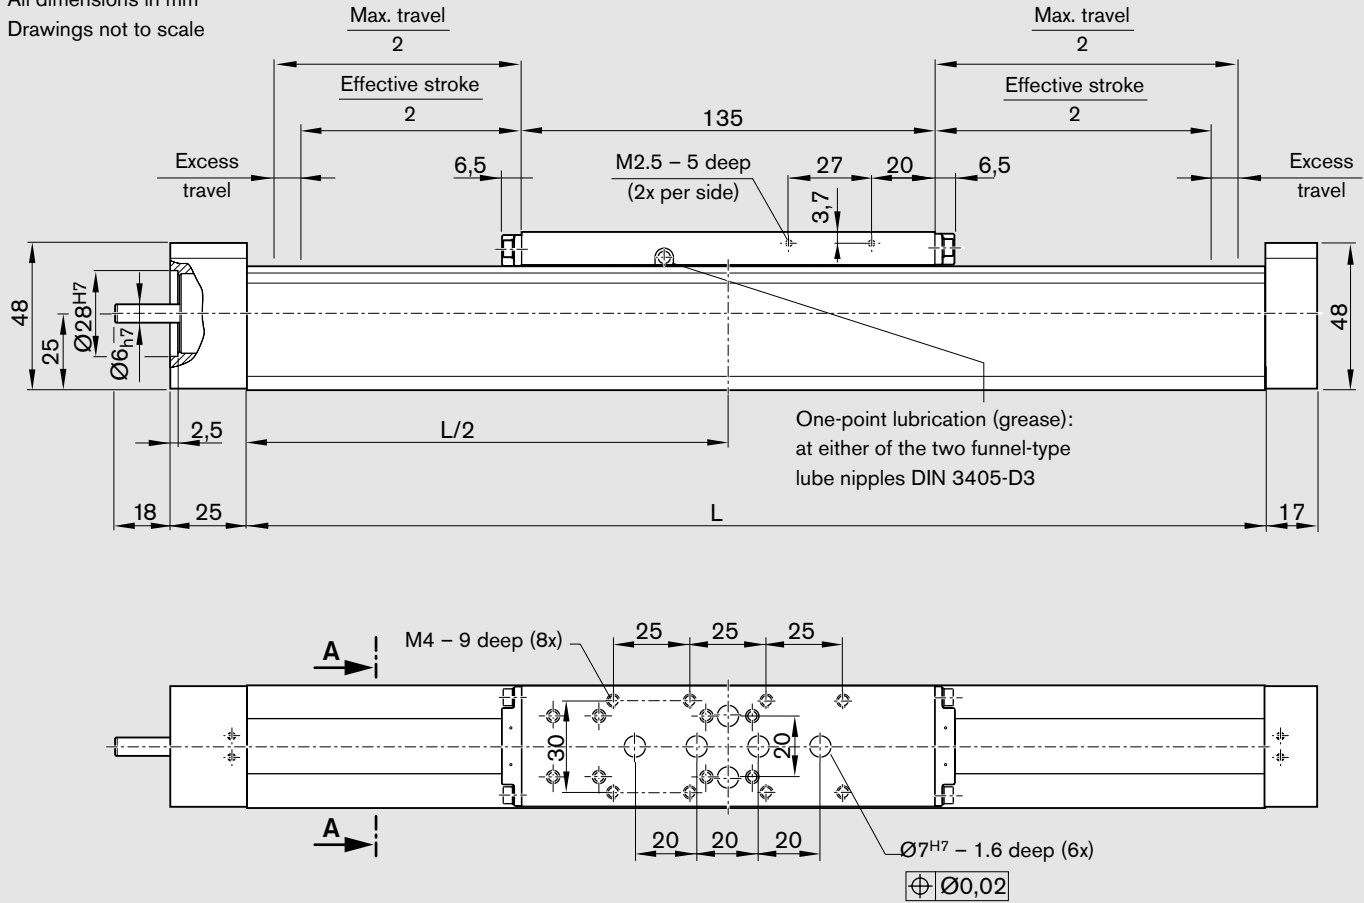 All dimensions in mm
Drawings not to scale
Max. travel
2
Max. travel
2
Effective stroke
2
Effective stroke
2
135
Excess
travel
6,5
M2.5 – 5 deep
(2x per side)
27
20
6,5
Excess
travel
3,7
48
25
Ø28H7
Ø6h7
48
2,5
L/2
One-point lubrication (grease):
at either of the two funnel-type
lube nipples DIN 3405-D3
18
25
L
17
A
M4 – 9 deep (8x)
25
25
25
30
20
A
20
20
20
Ø7H7 – 1.6 deep (6x)
Ø0,02